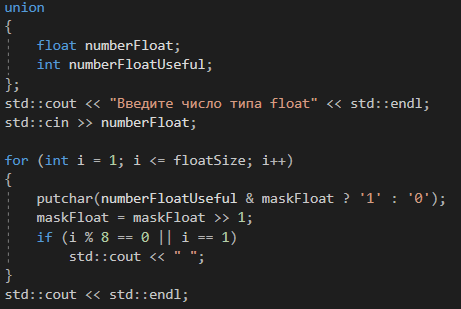 union
{
    float numberFloat;
    int numberFloatUseful;
};
std::cout << "Введите число типа float" << std::endl;
std::cin >> numberFloat;

for (int i = 1; i <= floatSize; i++)
{
    putchar(numberFloatUseful & maskFloat ? '1' : '0');
    maskFloat = maskFloat >> 1;
    if (i % 8 == 0 || i == 1)
        std::cout << " ";
}
std::cout << std::endl;